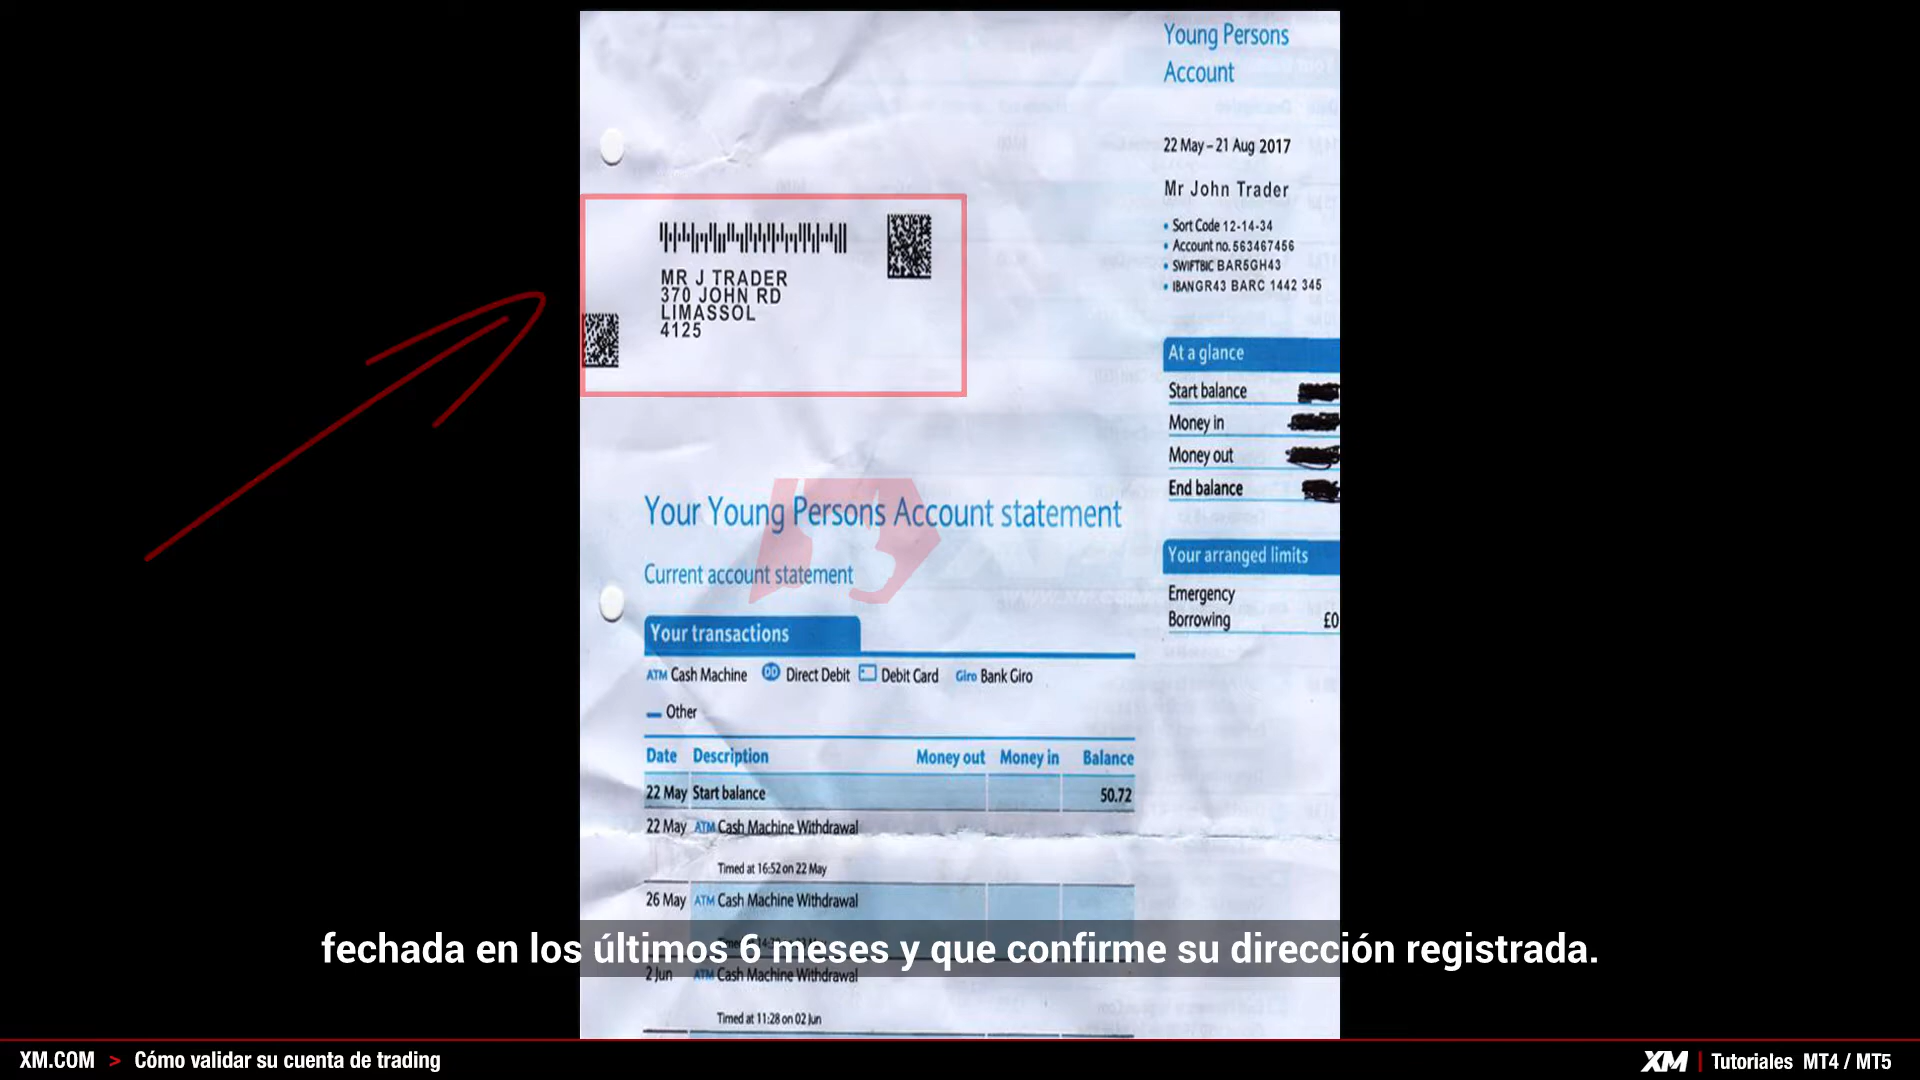 Young Persons
Account
22 May – 21 Aug 2017
Mr John Trader
• Sort Code 12-14-34
• Account no. 563467456
• SWIFTBIC BAR5GH43
• IBANGR43 BARC 1442 345
MR J TRADER
370 JOHN RD
LIMASSOL
4125
At a glance
Start balance
Money in
Money out
End balance
Your arranged limits
Emergency
Borrowing £0
Your Young Persons Account statement
Current account statement
WWW.XM.COM
Your transactions
ATM Cash Machine DD Direct Debit Debit Card Giro Bank Giro
Other
Date Description Money out Money in Balance
22 May Start balance 50.72
22 May ATM Cash Machine Withdrawal
Timed at 16:52 on 22 May
26 May ATM Cash Machine Withdrawal
fechada en los últimos 6 meses y que confirme su dirección registrada.
2 Jun ATM Cash Machine Withdrawal
Timed at 11:28 on 02 Jun
XM.COM > Cómo validar su cuenta de trading
XM | Tutoriales MT4 / MT5